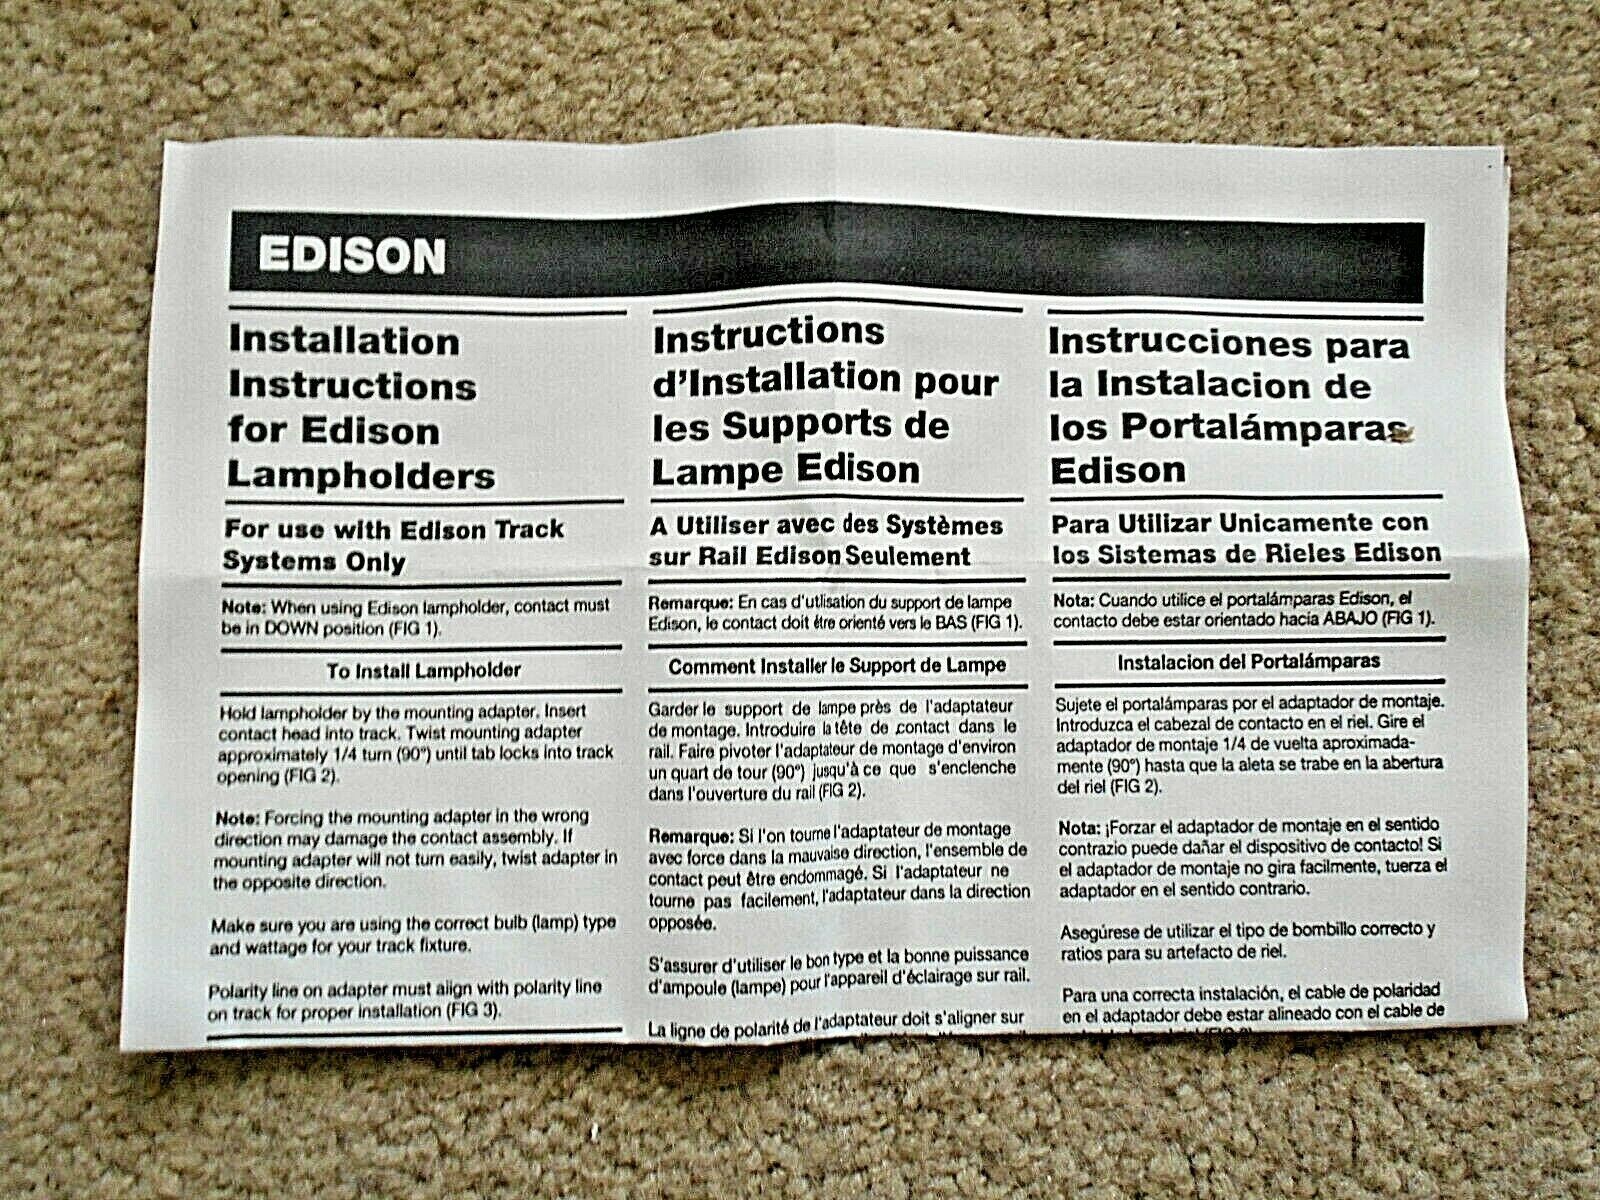 EDISON
Installation
Instructions
for Edison
Lampholders
For use with Edison Track
Systems Only
Note: When using Edison lampholder, contact must
be in DOWN position (FIG 1).
To Install Lampholder
Hold lampholder by the mounting adapter. Insert
contact head into track. Twist mounting adapter
approximately 1/4 turn (90°) until tab locks into track
opening (FIG 2).
Note: Forcing the mounting adapter in the wrong
direction may damage the contact assembly. If
mounting adapter will not turn easily, twist adapter in
the opposite direction.
Make sure you are using the correct bulb (lamp) type
and wattage for your track fixture.
Polarity line on adapter must align with polarity line
on track for proper installation (FIG 3).
Instructions
d'Installation pour
les Supports de
Lampe Edison
A Utiliser avec des Systèmes
sur Rail Edison Seulement
Remarque: En cas d'utlisation du support de lampe
Edison, le contact doit être orienté vers le BAS (FIG 1).
Comment Installer le Support de Lampe
Garder le support de lampe près de l'adaptateur
de montage. Introduire la tête de contact dans le
rail. Faire pivoter l'adaptateur de montage d'environ
un quart de tour (90°) jusqu'à ce que s'enclenche
dans l'ouverture du rail (FIG 2).
Remarque: Si l'on tourne l'adaptateur de montage
avec force dans la mauvaise direction, l'ensemble de
contact peut être endommagé. Si l'adaptateur ne
tourne pas facilement, l'adaptateur dans la direction
opposée.
S'assurer d'utiliser le bon type et la bonne puissance
d'ampoule (lampe) pour l'appareil d'éclairage sur rail.
La ligne de polarité de l'adaptateur doit s'aligner sur
Instrucciones para
la Instalacion de
los Portalámparas
Edison
Para Utilizar Unicamente con
los Sistemas de Rieles Edison
Nota: Cuando utilice el portalámparas Edison, el
contacto debe estar orientado hacia ABAJO (FIG 1).
Instalacion del Portalámparas
Sujete el portalámparas por el adaptador de montaje.
Introduzca el cabezal de contacto en el riel. Gire el
adaptador de montaje 1/4 de vuelta aproximada-
mente (90°) hasta que la aleta se trabe en la abertura
del riel (FIG 2).
Nota: ¡Forzar el adaptador de montaje en el sentido
contrazio puede dañar el dispositivo de contacto! Si
el adaptador de montaje no gira facilmente, tuerza el
adaptador en el sentido contrario.
Asegúrese de utilizar el tipo de bombillo correcto y
ratios para su artefacto de riel.
Para una correcta instalación, el cable de polaridad
en el adaptador debe estar alineado con el cable de